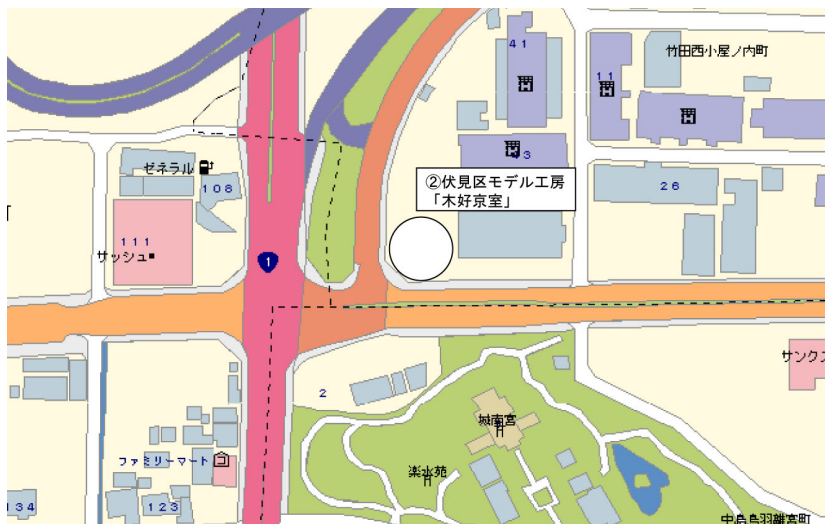 41
竹田西小屋ノ内町
11
43
ゼネラル
108
②伏見区モデル工房
「木好京室」
26
町
111
サッシュ
1
サンクス
2
城南宮
ファミリーマート
楽水苑
134
123
中島鳥羽離宮町